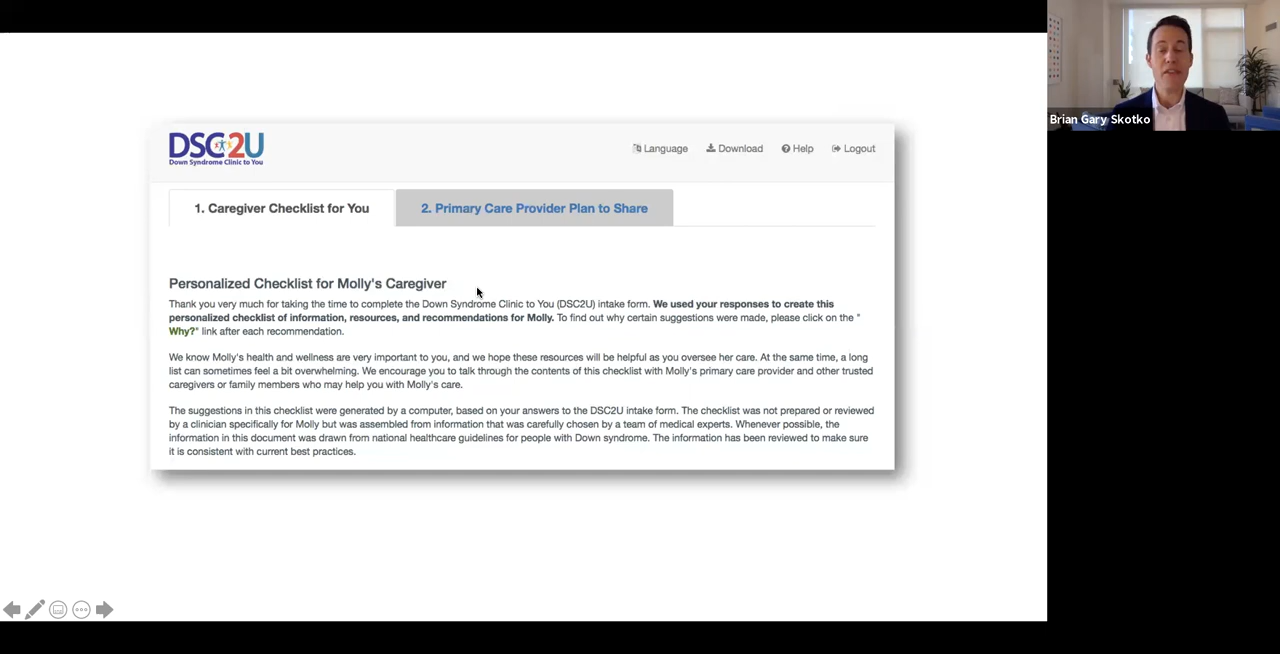 DSC2U
Down Syndrome Clinic to You
Language
Download
Help
Logout
1. Caregiver Checklist for You
2. Primary Care Provider Plan to Share
Personalized Checklist for Molly's Caregiver
Thank you very much for taking the time to complete the Down Syndrome Clinic to You (DSC2U) intake form. We used your responses to create this
personalized checklist of information, resources, and recommendations for Molly. To find out why certain suggestions were made, please click on the "
Why?" link after each recommendation.
We know Molly's health and wellness are very important to you, and we hope these resources will be helpful as you oversee her care. At the same time, a long
list can sometimes feel a bit overwhelming. We encourage you to talk through the contents of this checklist with Molly's primary care provider and other trusted
caregivers or family members who may help you with Molly's care.
The suggestions in this checklist were generated by a computer, based on your answers to the DSC2U intake form. The checklist was not prepared or reviewed
by a clinician specifically for Molly but was assembled from information that was carefully chosen by a team of medical experts. Whenever possible, the
information in this document was drawn from national healthcare guidelines for people with Down syndrome. The information has been reviewed to make sure
it is consistent with current best practices.
Brian Gary Skotko